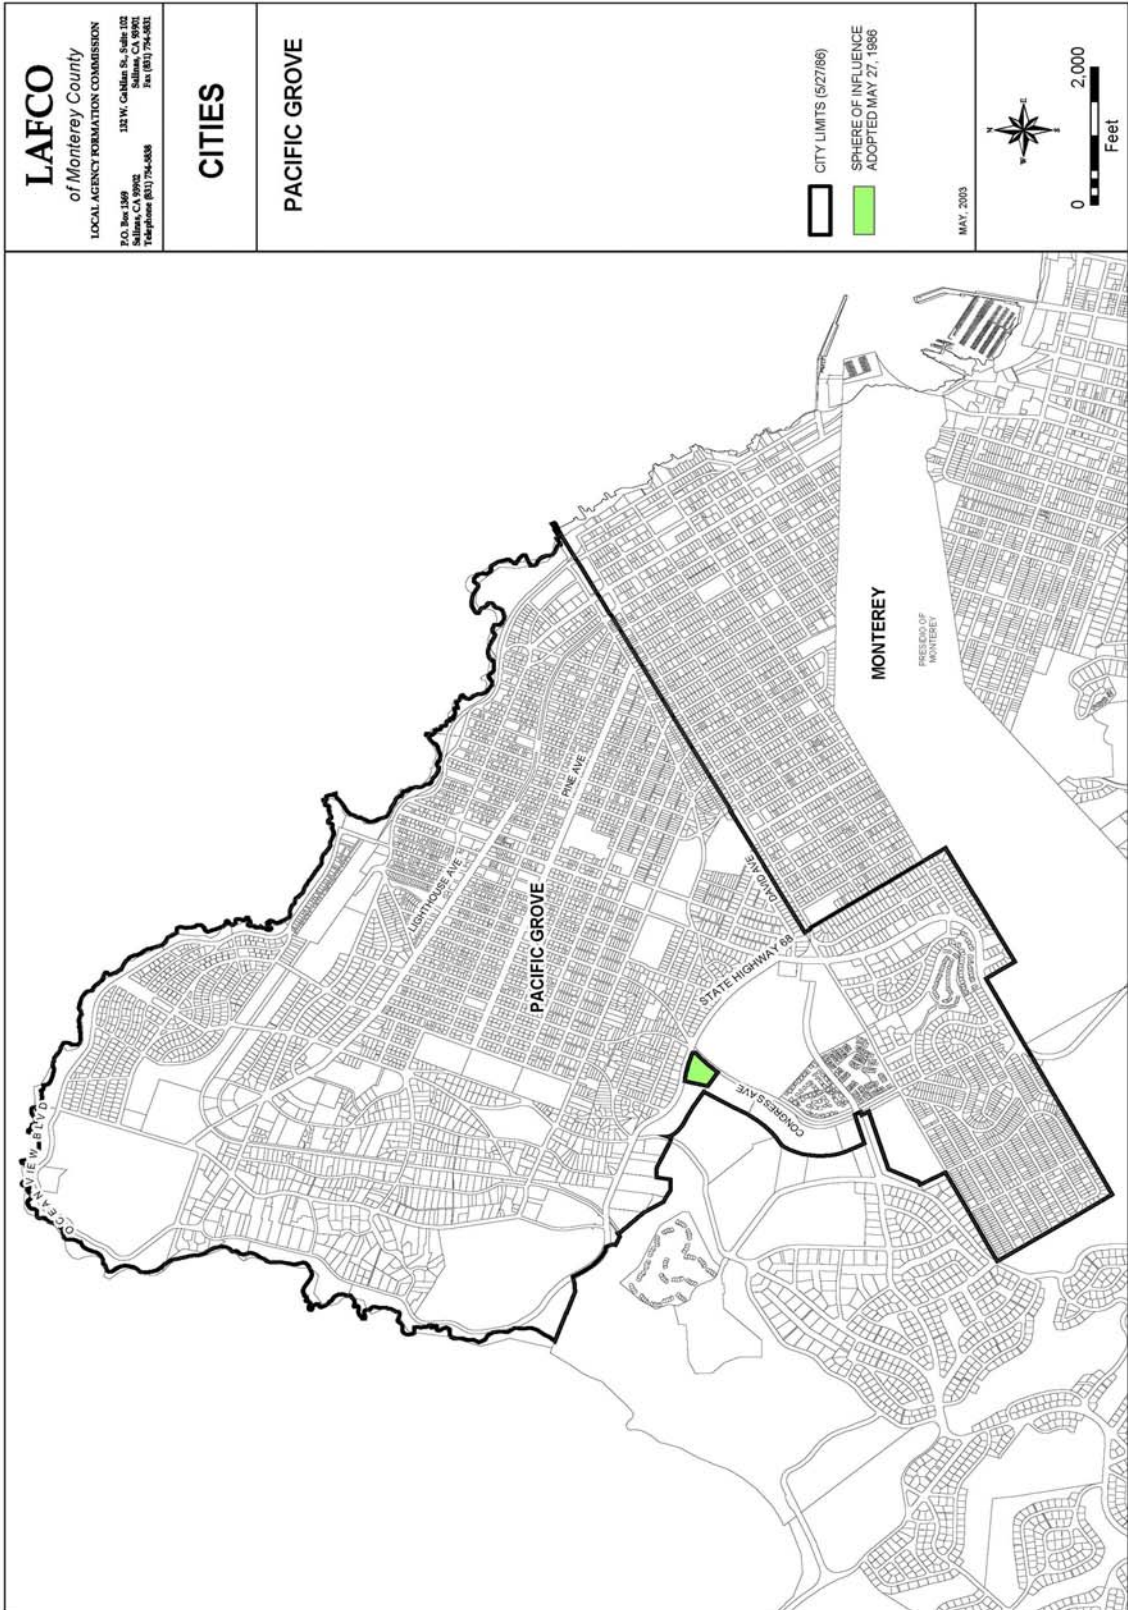 LAFCO
of Monterey County
LOCAL AGENCY FORMATION COMMISSION
P.O. Box 1369
Salinas, CA 93902
Telephone (831) 754-5838
132 W. Gabilan St., Suite 102
Salinas, CA 93901
Fax (831) 754-5831
CITIES
PACIFIC GROVE
CITY LIMITS (5/27/86)
SPHERE OF INFLUENCE
ADOPTED MAY 27, 1986
MAY, 2003
N
E
S
W
0
2,000
Feet
OCEAN VIEW BLVD
LIGHTHOUSE AVE
PINE AVE
PACIFIC GROVE
DAVID AVE
STATE HIGHWAY 68
CONGRESS AVE
MONTEREY
PRESIDIO OF
MONTEREY